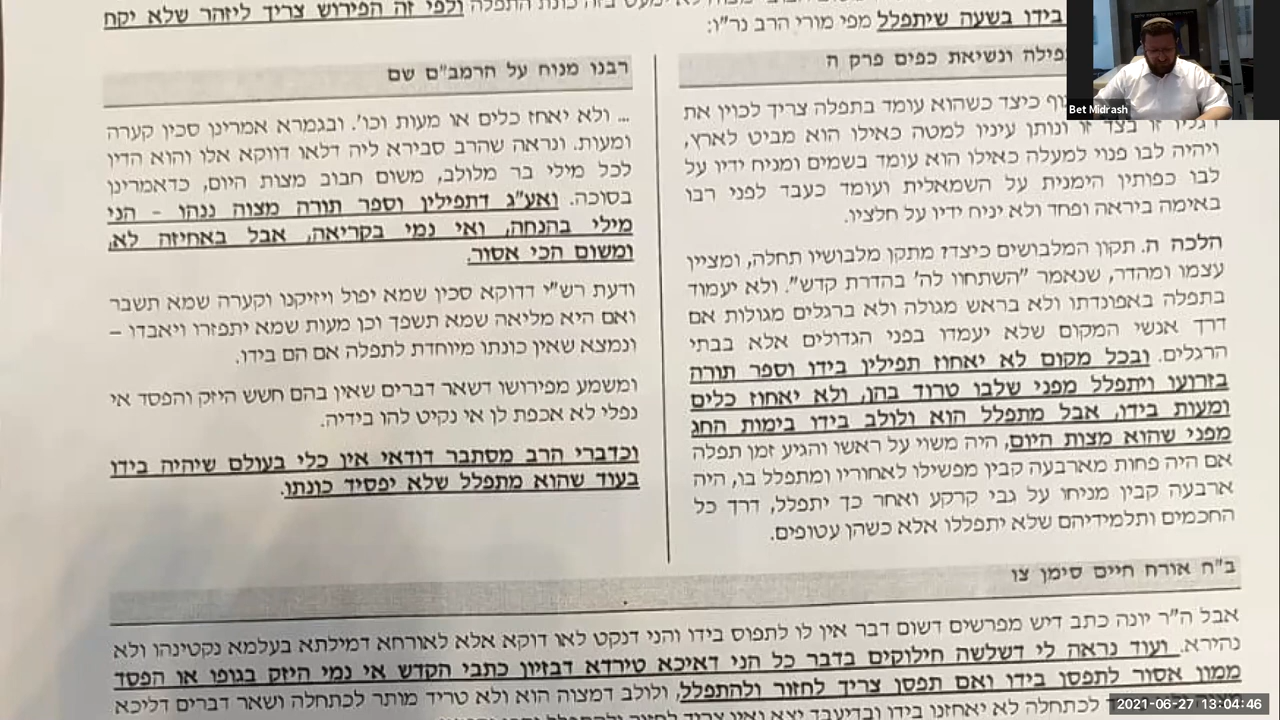 בידו בשעה שיתפלל מפי מורי הרב נר"ו:
ולפי זה הפירוש צריך ליזהר שלא יקח
תפילה ונשיאת כפים פרק ה
כיצד כשהוא עומד בתפלה צריך לכוין את
רגליו זו בצד זו ונותן עיניו למטה כאילו הוא מביט לארץ,
ויהיה לבו פנוי למעלה כאילו הוא עומד בשמים ומניח ידיו על
לבו כפותין הימנית על השמאלית ועומד כעבד לפני רבו
באימה ביראה ופחד ולא יניח ידיו על חלציו.
הלכה ה. תקון המלבושים כיצד? מתקן מלבושיו תחלה, ומציין
עצמו ומהדר, שנאמר "השתחוו לה' בהדרת קדש". ולא יעמוד
בתפלה באפונדתו ולא בראש מגולה ולא ברגלים מגולות אם
דרך אנשי המקום שלא יעמדו בפני הגדולים אלא בבתי
הרגלים. ובכל מקום לא יאחוז תפילין בידו וספר תורה
בזרועו ויתפלל מפני שלבו טרוד בהן, ולא יאחוז כלים
ומעות בידו, אבל מתפלל הוא ולולב בידו בימות החג
מפני שהוא מצות היום, היה משוי על ראשו והגיע זמן תפלה
אם היה פחות מארבעה קבין מפשילו לאחוריו ומתפלל בו, היה
ארבעה קבין מניחו על גבי קרקע ואחר כך יתפלל, דרך כל
החכמים ותלמידיהם שלא יתפללו אלא כשהן עטופים.
רבנו מנוח על הרמב"ם שם
... ולא יאחז כלים או מעות וכו'. ובגמרא אמרינן סכין קערה
ומעות. ונראה שהרב סבירא ליה דלאו דווקא אלו והוא הדין
לכל מילי בר מלולב, משום חבוב מצות היום, כדאמרינן
בסוכה. ואע"ג דתפילין וספר תורה מצוה ננהו - הני
מילי בהנחה, ואי נמי בקריאה, אבל באחיזה לא,
ומשום הכי אסור.
ודעת רש"י דדוקא סכין שמא יפול ויזיקנו וקערה שמא תשבר
ואם היא מליאה שמא תשפך וכן מעות שמא יתפזרו ויאבדו –
ונמצא שאין כונתו מיוחדת לתפלה אם הם בידו.
ומשמע מפירושו דשאר דברים שאין בהם חשש היזק והפסד אי
נפלי לא אכפת לן אי נקיט להו בידיה.
וכדברי הרב מסתבר דודאי אין כלי בעולם שיהיה בידו
בעוד שהוא מתפלל שלא יפסיד כונתו.
ב"ח אורח חיים סימן צו
אבל ה"ר יונה כתב דיש מפרשים דשום דבר אין לו לתפוס בידו והני דנקט לאו דוקא אלא לאורחא דמילתא בעלמא נקטינהו ולא
נהירא. ועוד נראה לי דשלשה חילוקים בדבר כל הני דאיכא טירדא דבזיון כתבי הקדש אי נמי היזק בגופו או הפסד
ממון אסור לתפסן בידו ואם תפסן צריך לחזור ולהתפלל, ולולב דמצוה הוא ולא טריד מותר לכתחלה ושאר דברים דליכא
לכתחלה לא יאחזנו בידו ובדיעבד יצא ואין צריך לחזור ולהתפלל
Bet Midrash
2021-06-27 13:04:46